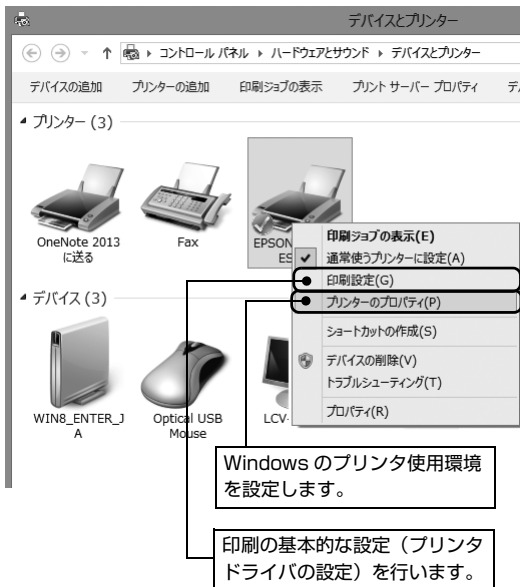 デバイスとプリンター
コントロール パネル ▸ ハードウェアとサウンド ▸ デバイスとプリンター
デバイスの追加 プリンターの追加 印刷ジョブの表示 プリント サーバー プロパティ デ
プリンター (3)
OneNote 2013
に送る
Fax
EPSON
ES
印刷ジョブの表示(E)
通常使うプリンターに設定(A)
印刷設定(G)
プリンターのプロパティ(P)
ショートカットの作成(S)
デバイスの削除(V)
トラブルシューティング(T)
プロパティ(R)
デバイス (3)
WIN8_ENTER_J
A
Optical USB
Mouse
LCV-
Windows のプリンタ使用環境
を設定します。
印刷の基本的な設定（プリンタ
ドライバの設定）を行います。